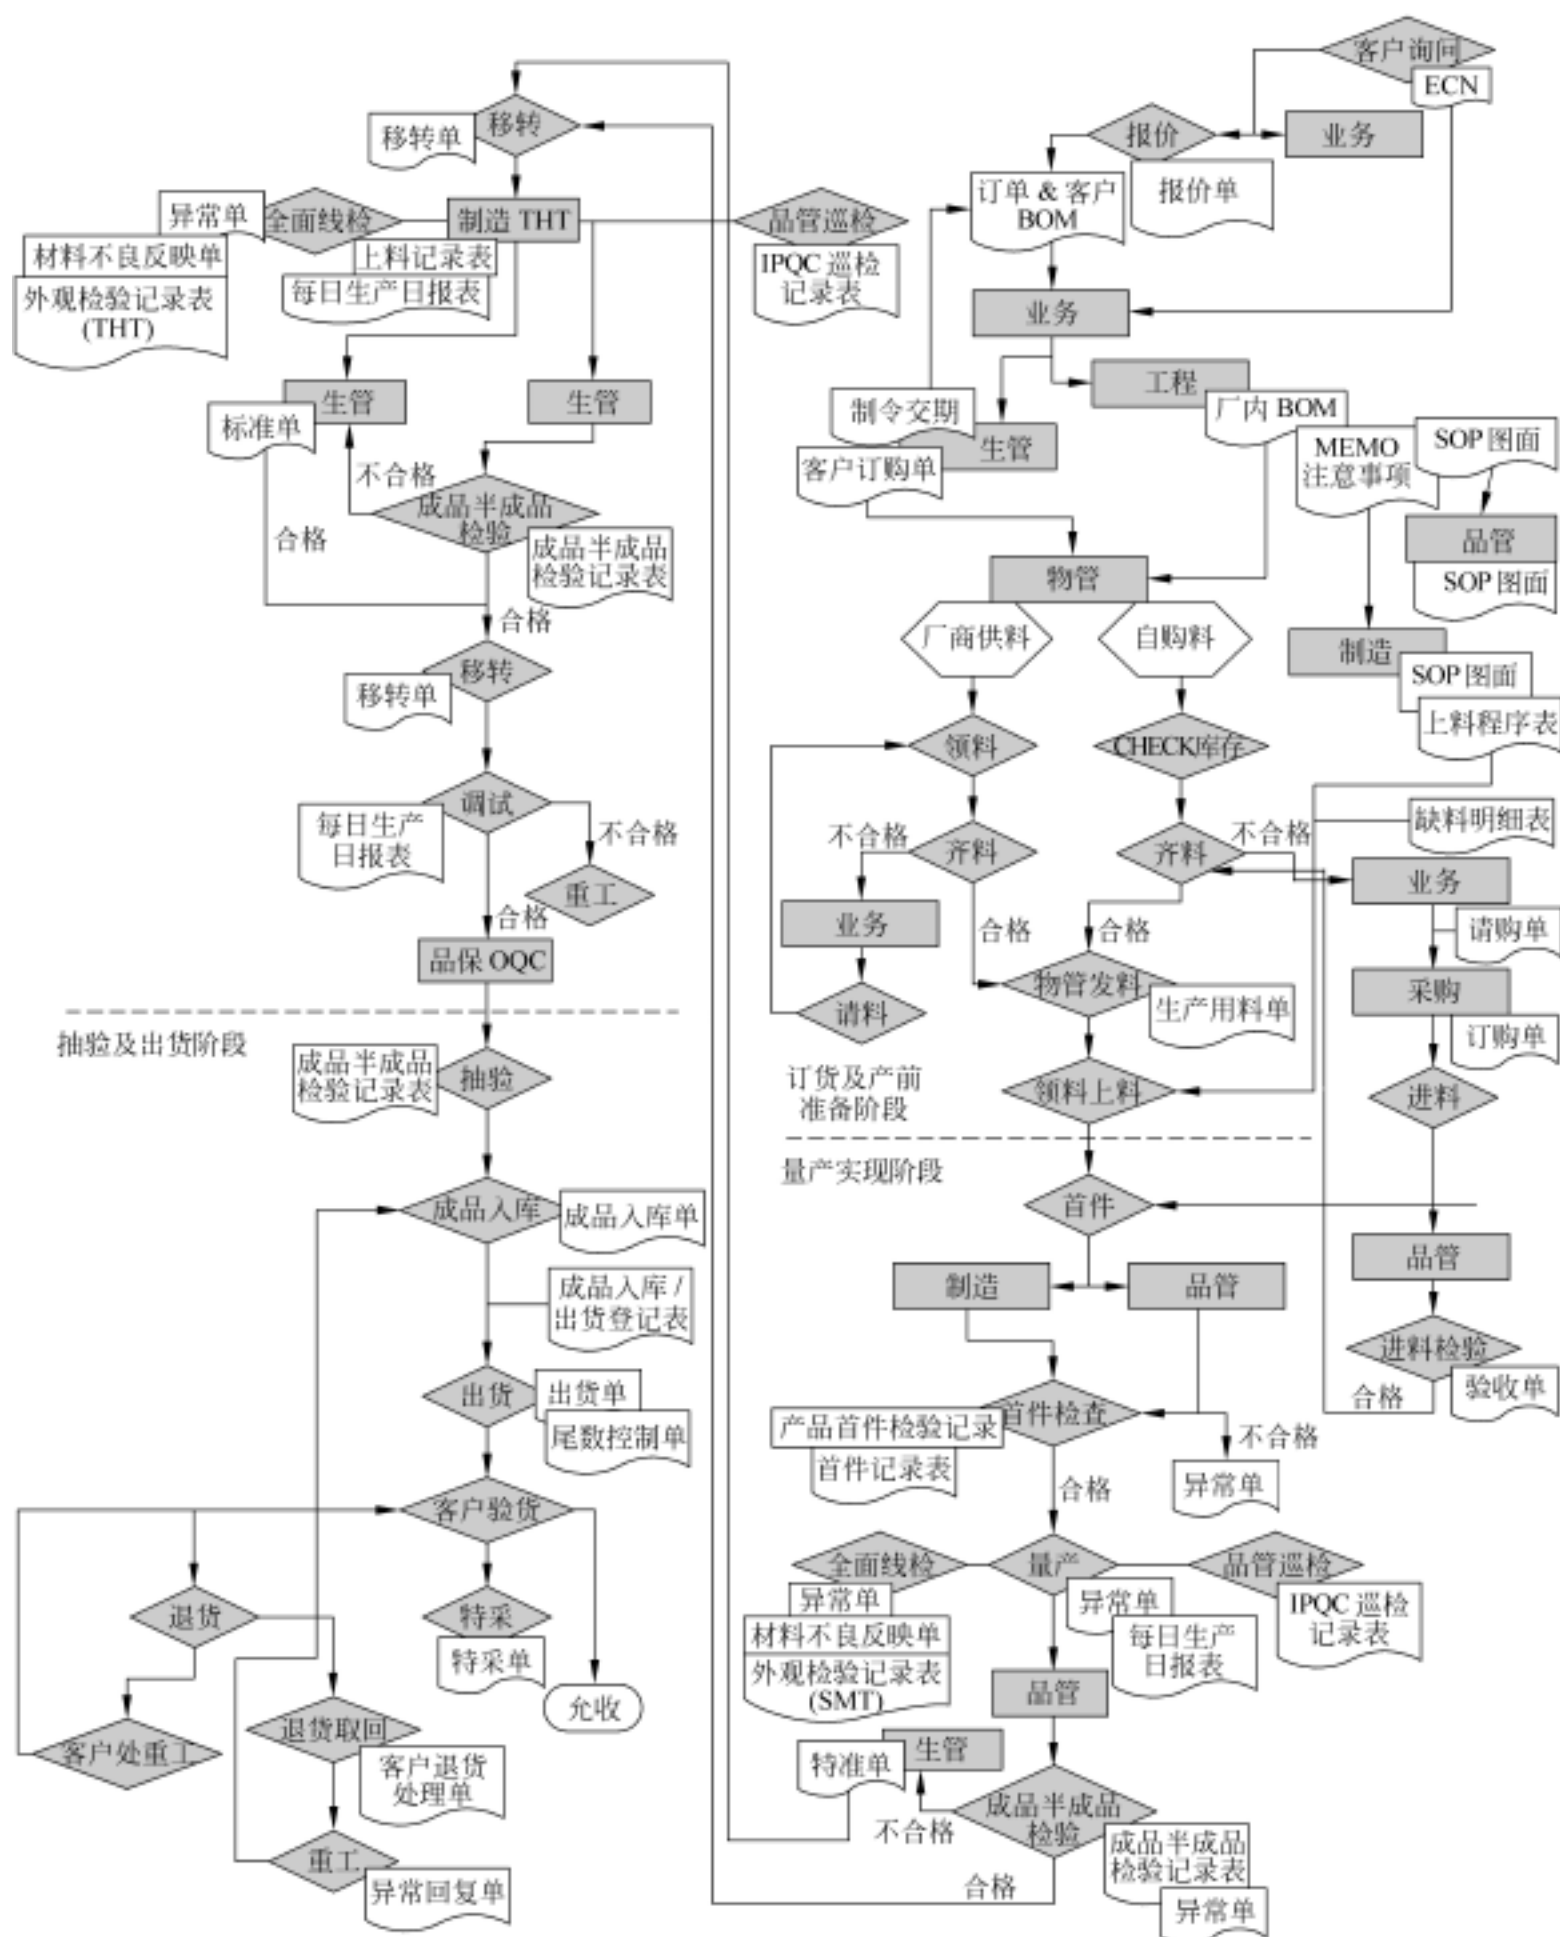 客户询问
ECN
报价
业务
报价单
订单 & 客户
BOM
业务
工程
厂内 BOM
制令交期
生管
客户订购单
MEMO
注意事项
SOP 图面
品管
SOP 图面
物管
制造
SOP 图面
上料程序表
厂商供料
自购料
领料
CHECK库存
缺料明细表
不合格
齐料
齐料
不合格
业务
业务
请购单
合格
合格
采购
订购单
请料
物管发料
生产用料单
进料
订货及产前
准备阶段
领料上料
量产实现阶段
首件
制造
品管
品管
进料检验
验收单
合格
首件检查
产品首件检验记录
首件记录表
不合格
异常单
合格
全面线检
量产
品管巡检
异常单
材料不良反映单
外观检验记录表
(SMT)
异常单
每日生产
日报表
IPQC 巡检
记录表
品管
生管
特准单
不合格
成品半成品
检验
成品半成品
检验记录表
异常单
合格
移转
移转单
异常单
全面线检
制造 THT
品管巡检
材料不良反映单
上料记录表
IPQC 巡检
记录表
外观检验记录表
(THT)
每日生产日报表
生管
生管
标准单
不合格
成品半成品
检验
合格
成品半成品
检验记录表
合格
移转
移转单
调试
每日生产
日报表
不合格
重工
合格
品保 OQC
抽验及出货阶段
成品半成品
检验记录表
抽验
成品入库
成品入库单
成品入库 /
出货登记表
出货
出货单
尾数控制单
客户验货
退货
特采
特采单
允收
客户处重工
退货取回
客户退货
处理单
重工
异常回复单